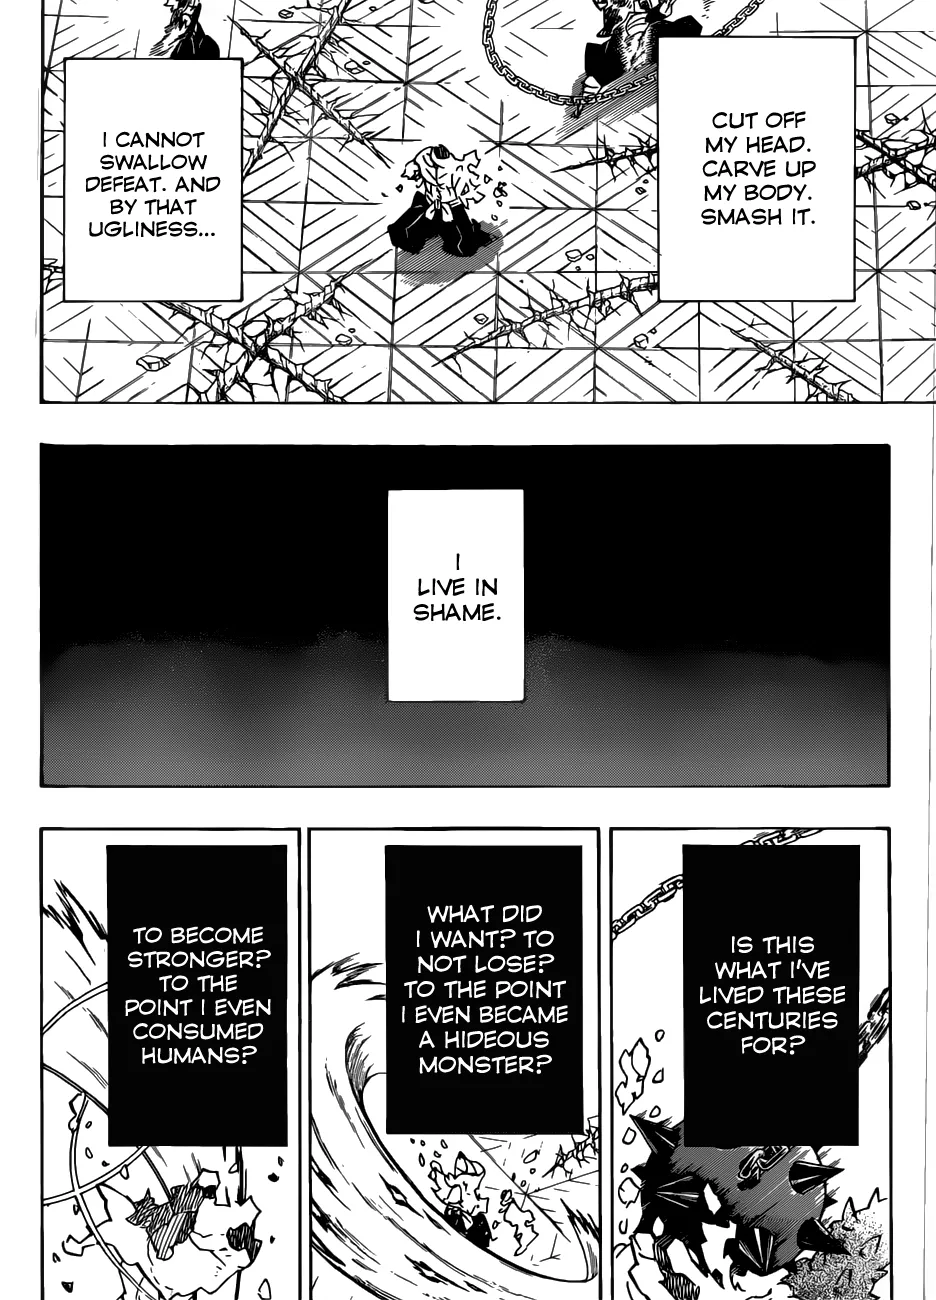 CUT OFF
MY HEAD.
CARVE UP
MY BODY.
SMASH IT.
I CANNOT
SWALLOW
DEFEAT. AND
BY THAT
UGLINESS...
I
LIVE IN
SHAME.
IS THIS
WHAT I'VE
LIVED THESE
CENTURIES
FOR?
WHAT DID
I WANT? TO
NOT LOSE?
TO THE POINT
I EVEN BECAME
A HIDEOUS
MONSTER?
TO BECOME
STRONGER?
TO THE
POINT I EVEN
CONSUMED
HUMANS?